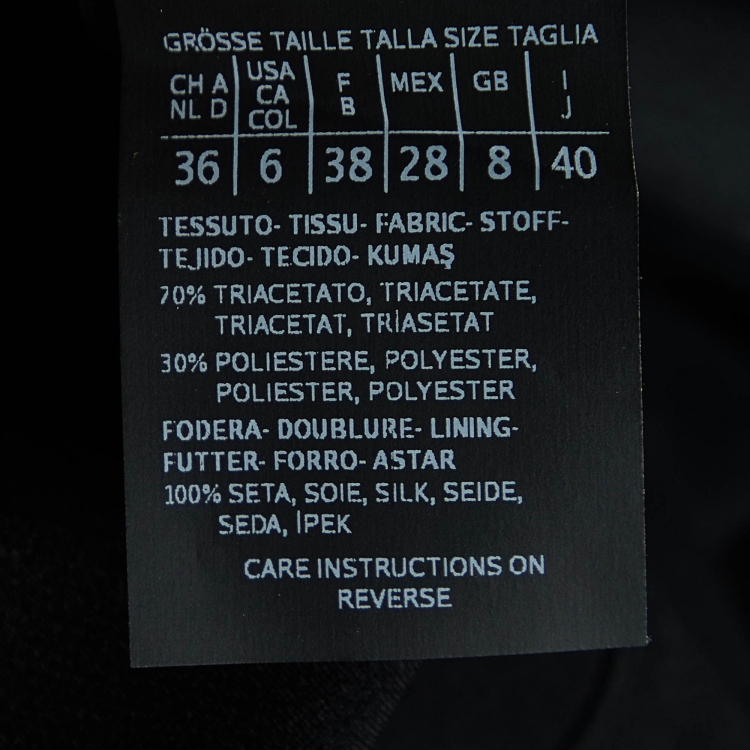 GRÖSSE TAILLE TALLA SIZE TAGLIA
CH A NL D | USA CA COL | F B | MEX | GB | I J
36 | 6 | 38 | 28 | 8 | 40
TESSUTO- TISSU- FABRIC- STOFF-
TEJIDO- TECIDO- KUMAŞ
70% TRIACETATO, TRIACETATE,
TRIACETAT, TRİASETAT
30% POLIESTERE, POLYESTER,
POLIESTER, POLYESTER
FODERA- DOUBLURE- LINING-
FUTTER- FORRO- ASTAR
100% SETA, SOIE, SILK, SEIDE,
SEDA, İPEK
CARE INSTRUCTIONS ON
REVERSE